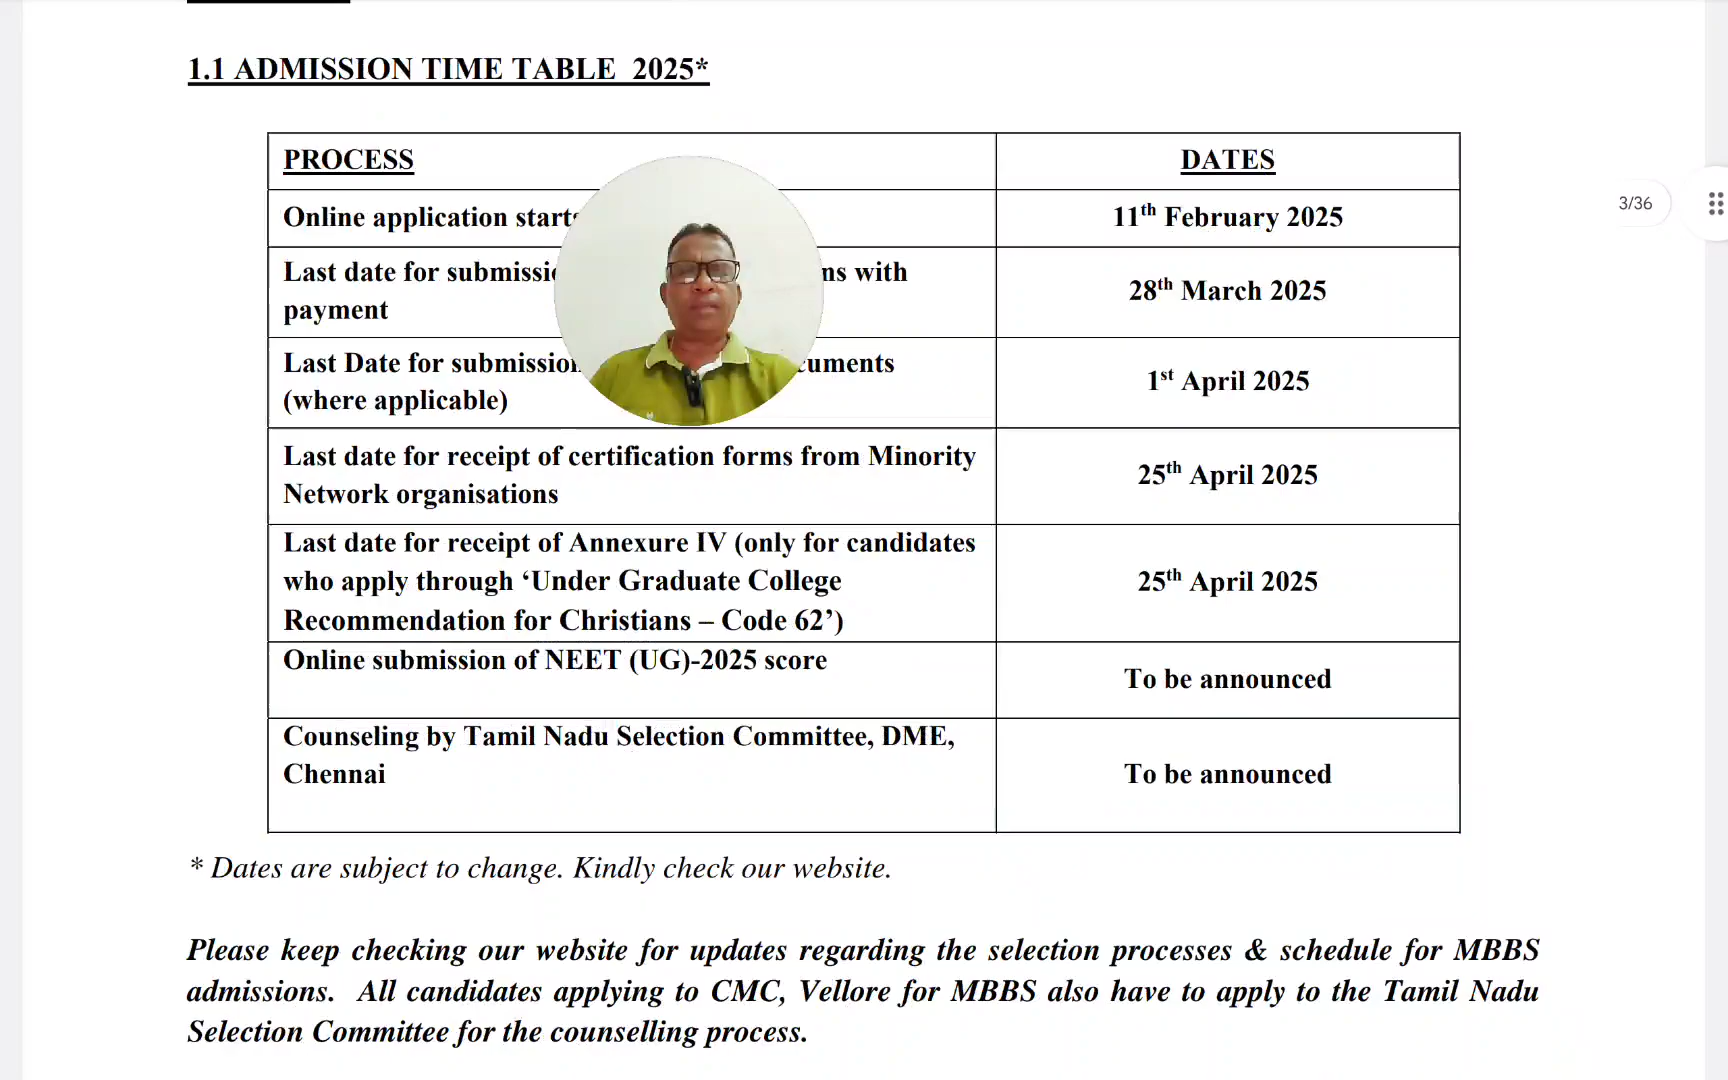 1.1 ADMISSION TIME TABLE 2025*
PROCESS
DATES
Online application
11th February 2025
Last date for
with
payment
28th March 2025
Last Date for
(where applicable)
1st April 2025
Last date for receipt of certification forms from Minority
Network organisations
25th April 2025
Last date for receipt of Annexure IV (only for candidates
who apply through ‘Under Graduate College
Recommendation for Christians – Code 62’)
25th April 2025
Online submission of NEET (UG)-2025 score
To be announced
Counseling by Tamil Nadu Selection Committee, DME,
Chennai
To be announced
* Dates are subject to change. Kindly check our website.
Please keep checking our website for updates regarding the selection processes & schedule for MBBS
admissions. All candidates applying to CMC, Vellore for MBBS also have to apply to the Tamil Nadu
Selection Committee for the counselling process.
3/36